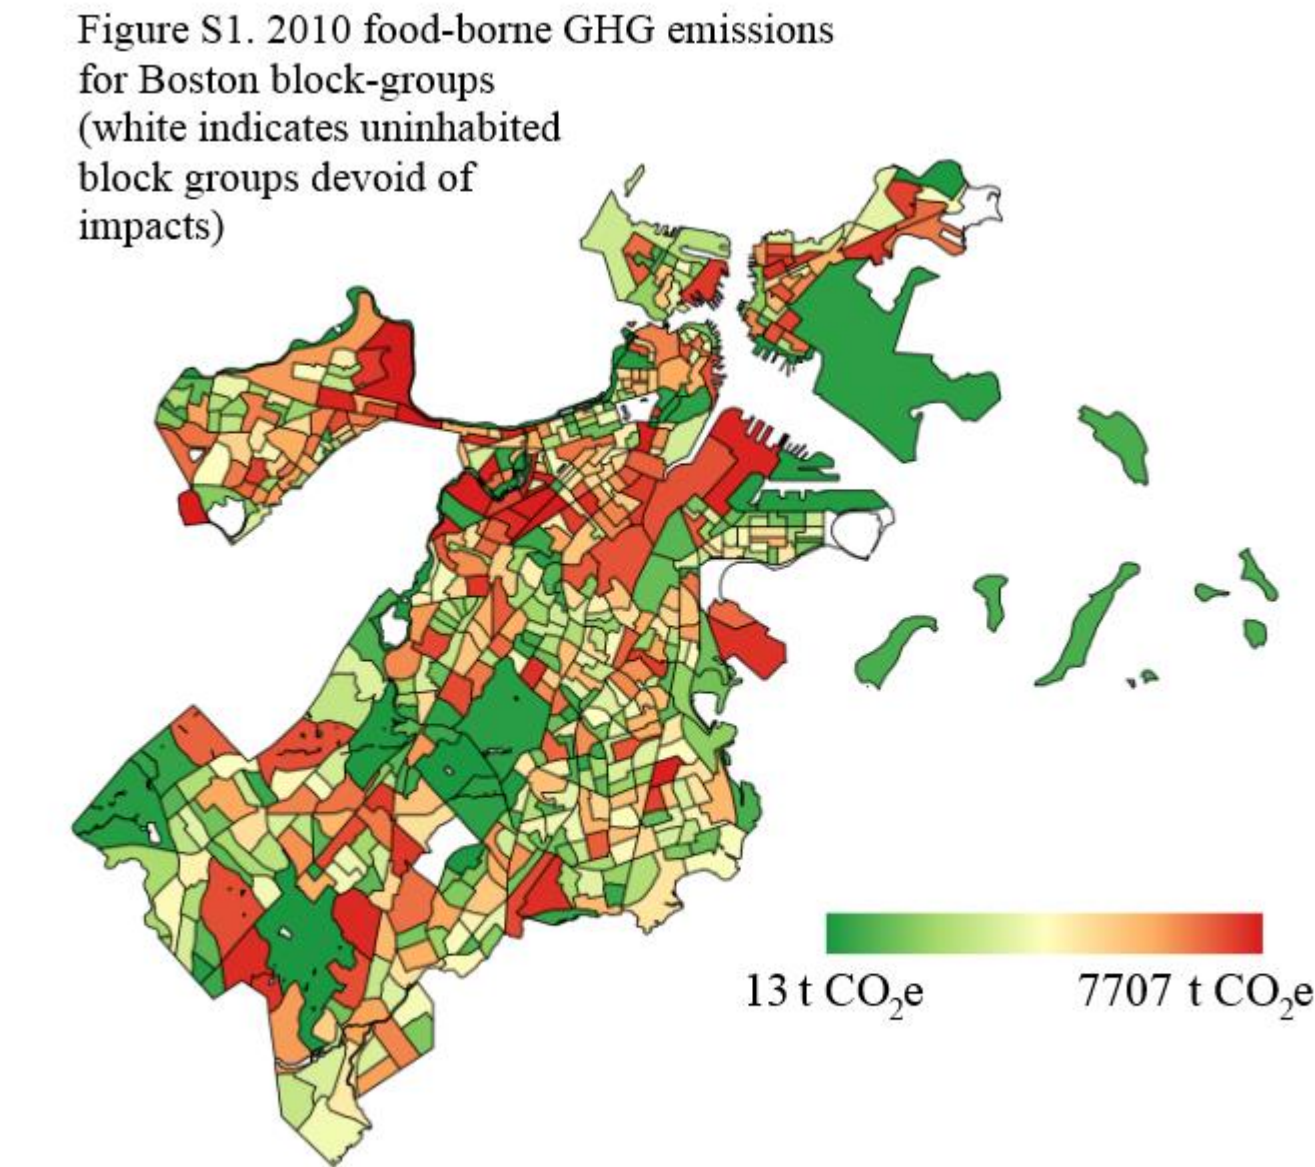 Figure S1. 2010 food-borne GHG emissions
for Boston block-groups
(white indicates uninhabited
block groups devoid of
impacts)
13 t CO₂e
7707 t CO₂e